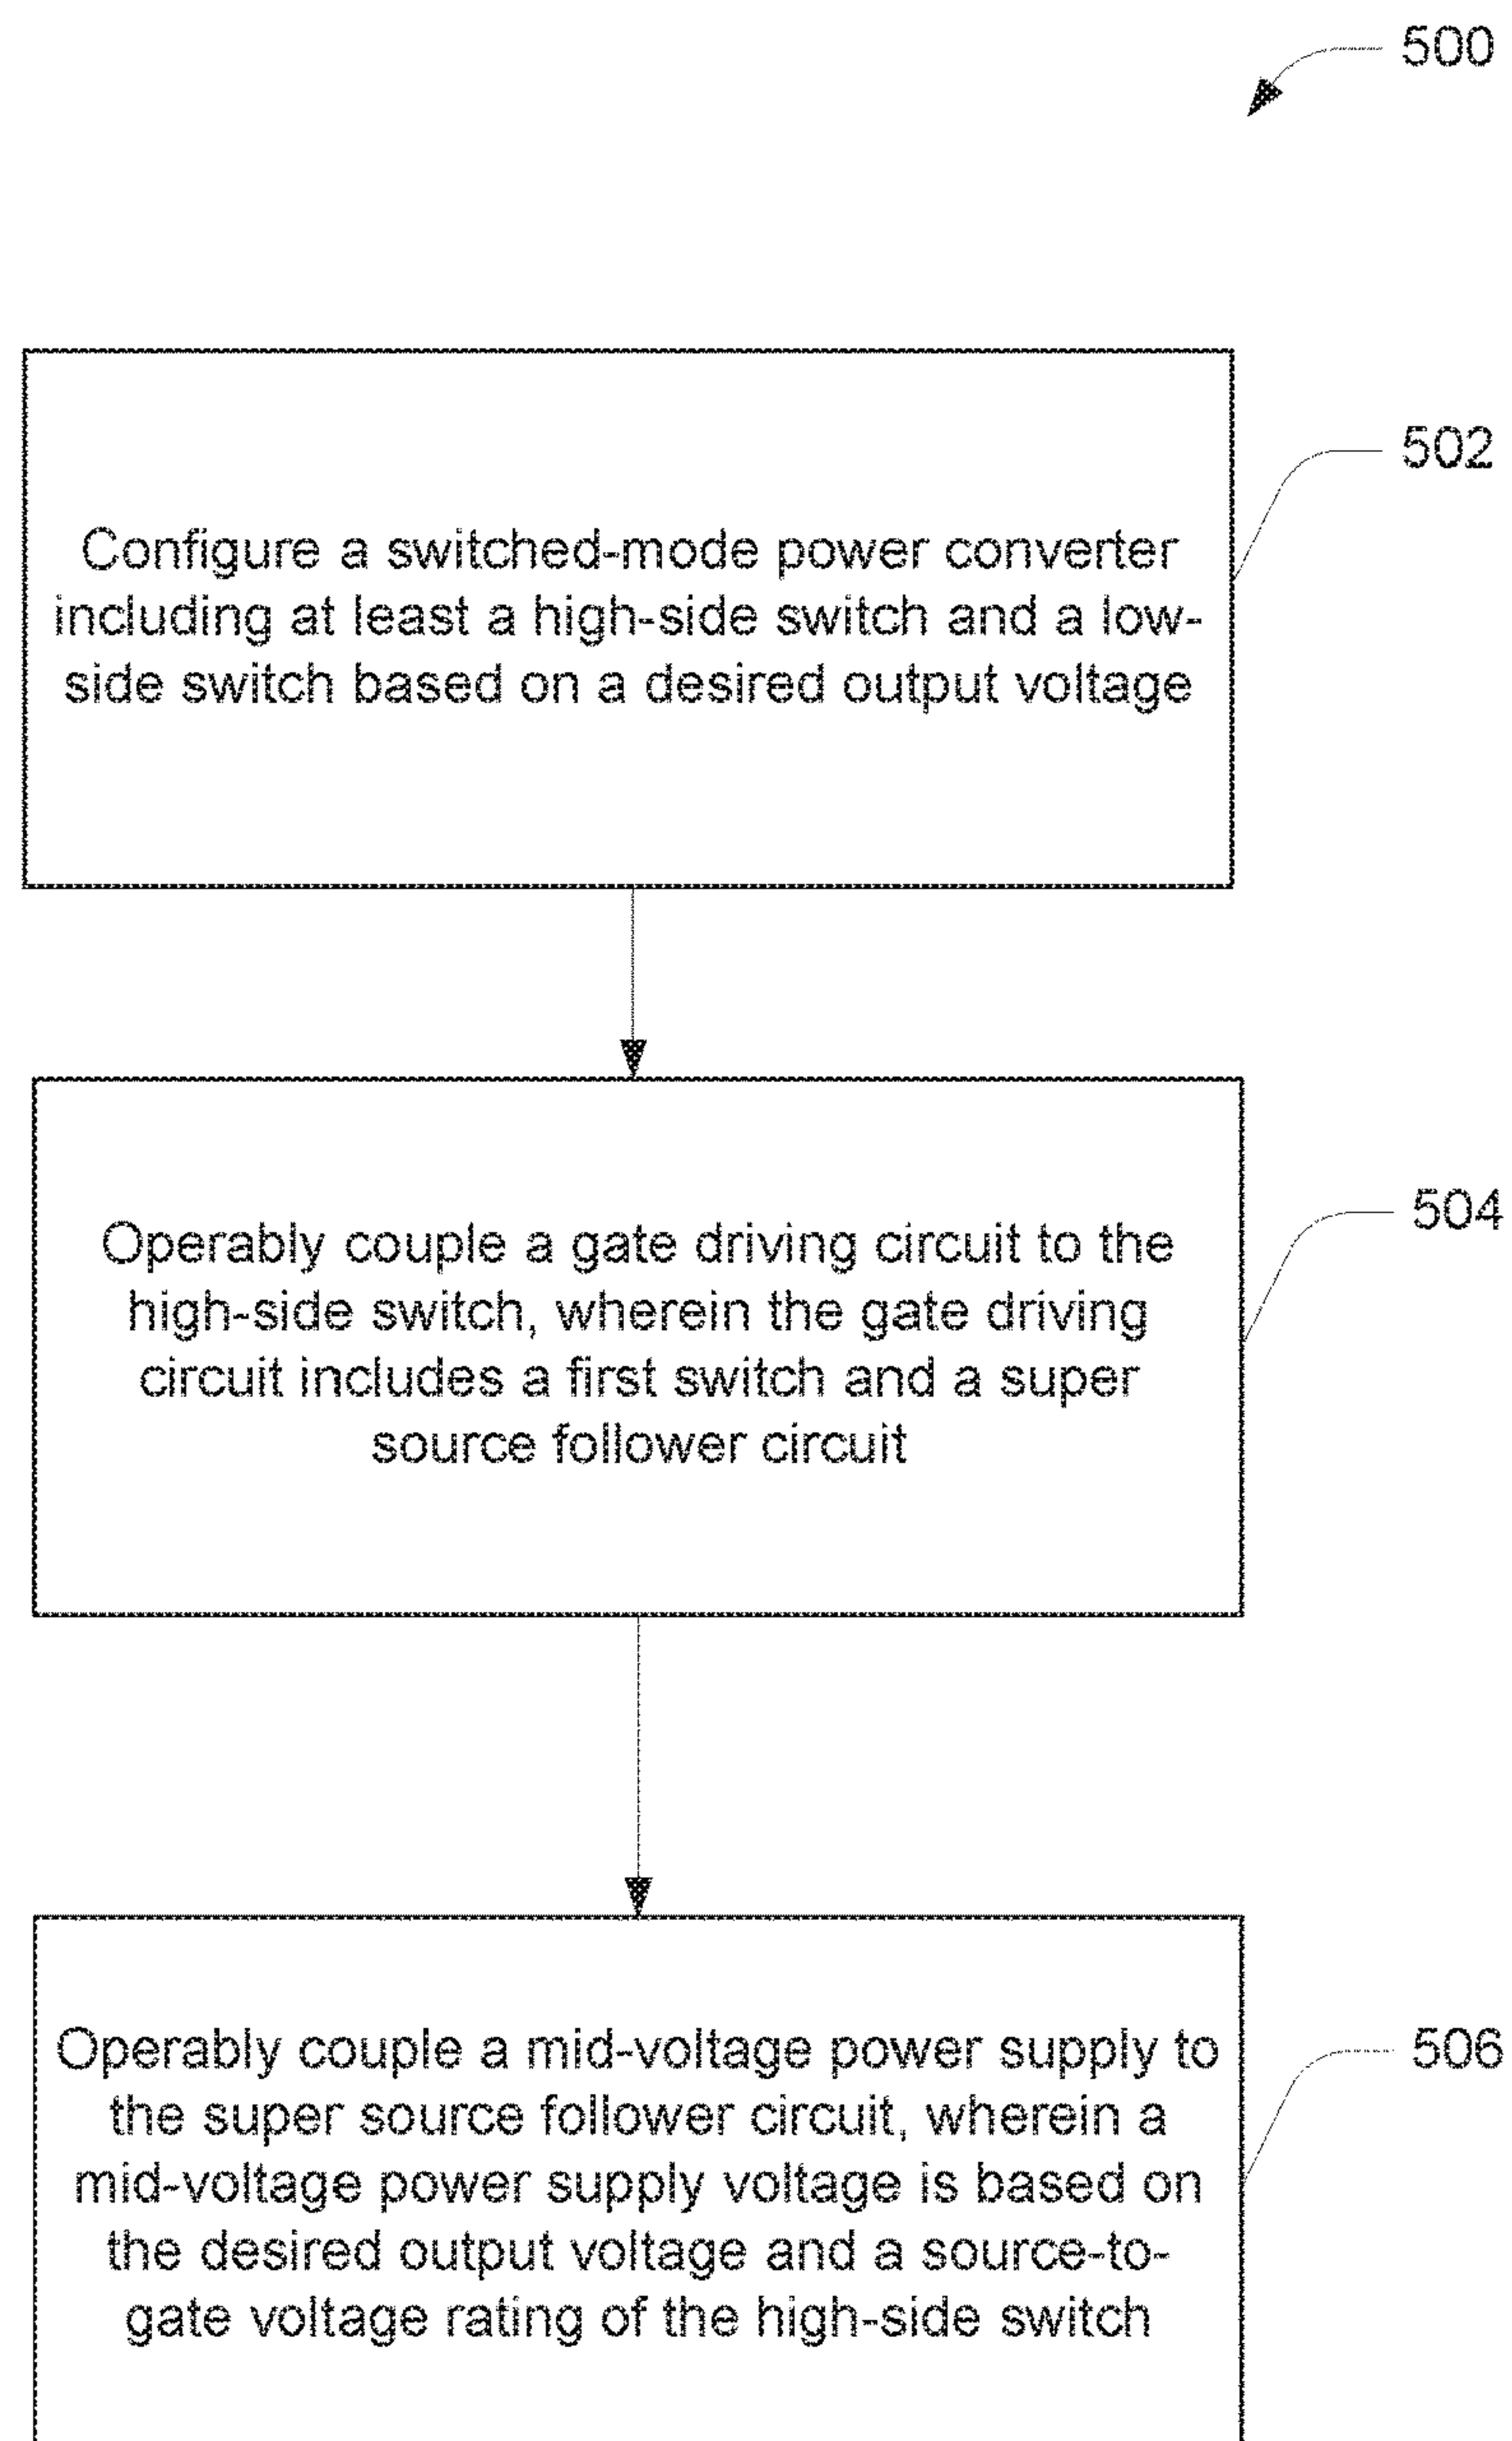 500
502
Configure a switched-mode power converter
including at least a high-side switch and a low-
side switch based on a desired output voltage
504
Operably couple a gate driving circuit to the
high-side switch, wherein the gate driving
circuit includes a first switch and a super
source follower circuit
506
Operably couple a mid-voltage power supply to
the super source follower circuit, wherein a
mid-voltage power supply voltage is based on
the desired output voltage and a source-to-
gate voltage rating of the high-side switch